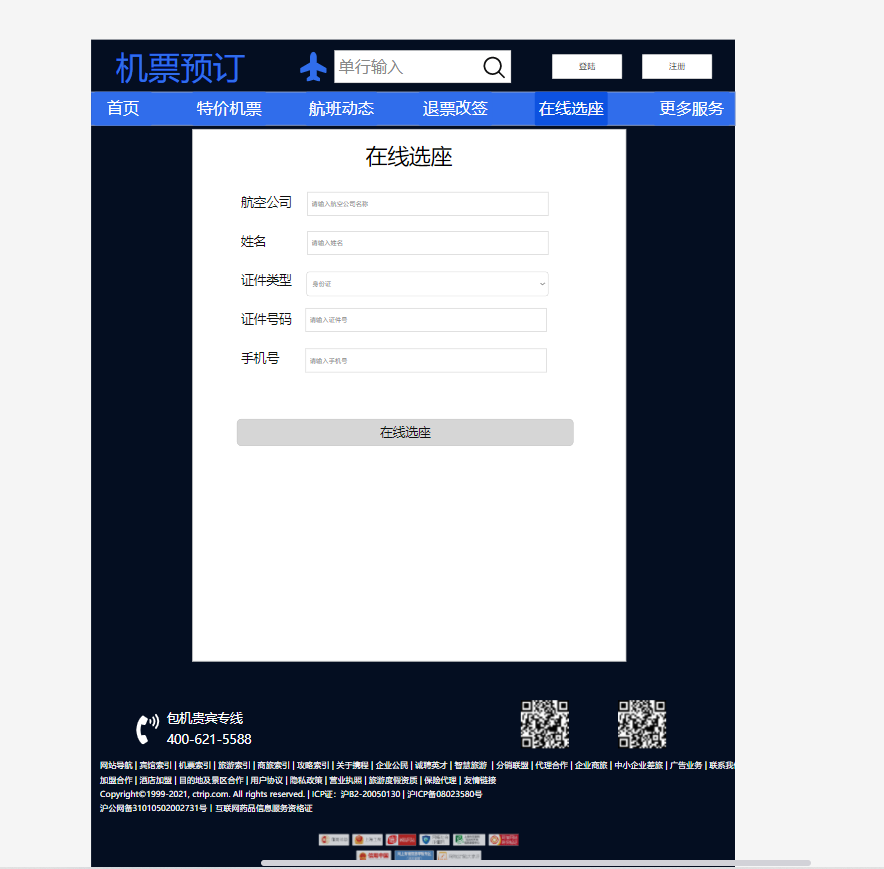 机票预订
单行输入
登陆
注册
首页
特价机票
航班动态
退票改签
在线选座
更多服务
在线选座
航空公司
请输入航空公司名称
姓名
请输入姓名
证件类型
身份证
证件号码
请输入证件号
手机号
请输入手机号
在线选座
包机贵宾专线
400-621-5588
网站导航 | 宾馆索引 | 机票索引 | 旅游索引 | 商旅索引 | 攻略索引 | 关于携程 | 企业公民 | 诚聘英才 | 智慧旅游 | 分销联盟 | 代理合作 | 企业商旅 | 中小企业差旅 | 广告业务 | 联系我
加盟合作 | 酒店加盟 | 目的地及景区合作 | 用户协议 | 隐私政策 | 营业执照 | 旅游度假资质 | 保险代理 | 友情链接
Copyright©1999-2021, ctrip.com. All rights reserved. | ICP证：沪B2-20050130 | 沪ICP备08023580号
沪公网备31010502002731号丨互联网药品信息服务资格证